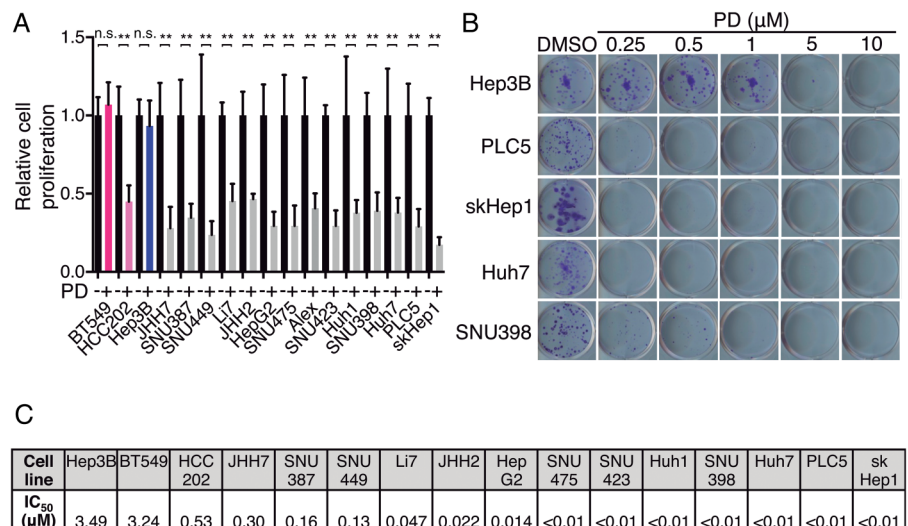 A
n.s. ** n.s. ** ** ** ** ** ** ** ** ** ** ** ** ** **
1.5
1.0
0.5
0.0
Relative cell
proliferation
PD -+-+-+-+-+-+-+-+-+-+-+-+-+-+-+-+-+
BT549
HCC202
Hep3B
JHH7
SNU387
SNU449
Li7
JHH2
HepG2
SNU475
Alex
SNU423
Huh1
SNU398
Huh7
PLC5
skHep1
B
PD (µM)
DMSO 0.25 0.5 1 5 10
Hep3B
PLC5
skHep1
Huh7
SNU398
C
Cell line Hep3B BT549 HCC 202 JHH7 SNU 387 SNU 449 Li7 JHH2 Hep G2 SNU 475 SNU 423 Huh1 SNU 398 Huh7 PLC5 sk Hep1
IC50 (µM) 3.49 3.24 0.53 0.30 0.16 0.13 0.047 0.022 0.014 <0.01 <0.01 <0.01 <0.01 <0.01 <0.01 <0.01